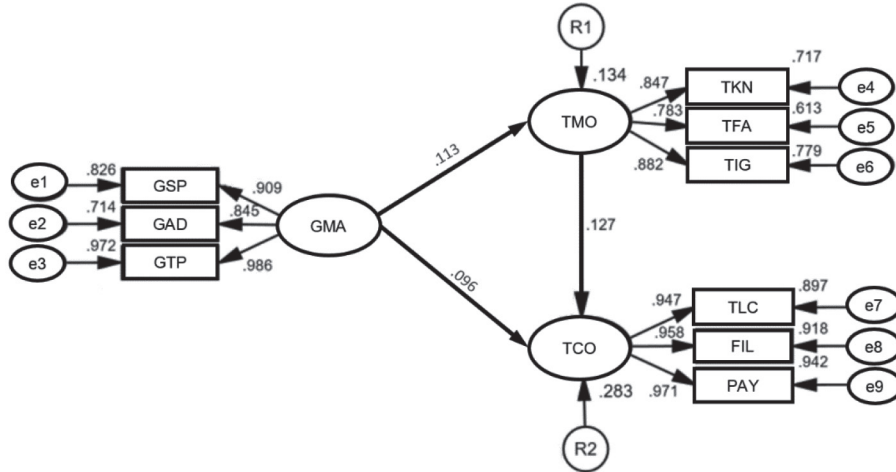 R1
.134
.717
.847
TKN
e4
TMO
.783
TFA
.613
e5
.882
TIG
.779
e6
.113
e1
.826
GSP
.909
e2
.714
GAD
.845
GMA
e3
.972
GTP
.986
.127
.096
.897
.947
TLC
e7
TCO
.958
FIL
.918
e8
.942
.283
.971
PAY
e9
R2